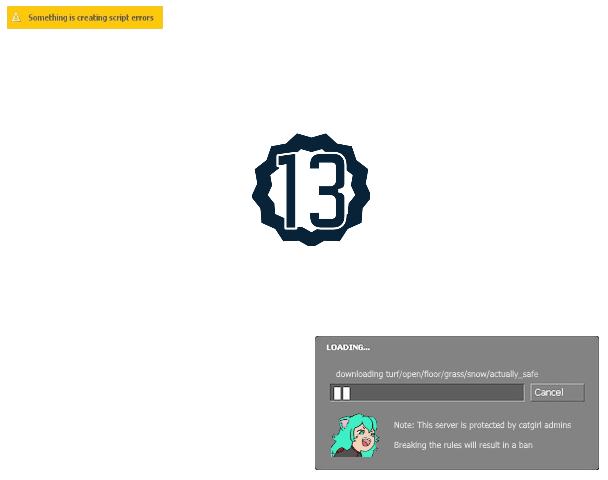 Something is creating script errors
13
LOADING...
downloading turf/open/floor/grass/snow/actually_safe
Cancel
Note: This server is protected by catgirl admins
Breaking the rules will result in a ban